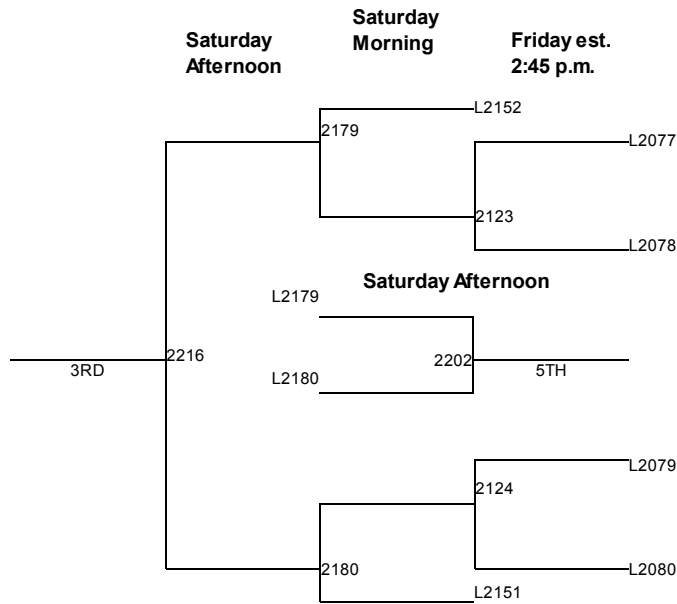 Saturday
Morning
Saturday
Afternoon
Friday est.
2:45 p.m.
L2152
2179
L2077
2123
L2078
Saturday Afternoon
L2179
2216
2202
3RD
5TH
L2180
L2079
2124
2180
L2080
L2151